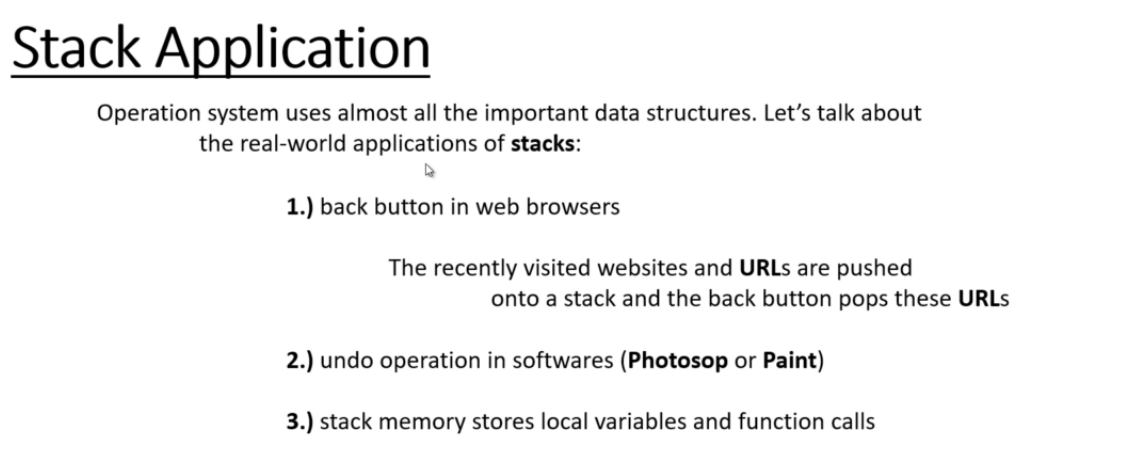 Stack Application
Operation system uses almost all the important data structures. Let's talk about
the real-world applications of stacks:
1.) back button in web browsers
The recently visited websites and URLs are pushed
onto a stack and the back button pops these URLs
2.) undo operation in softwares (Photosop or Paint)
3.) stack memory stores local variables and function calls